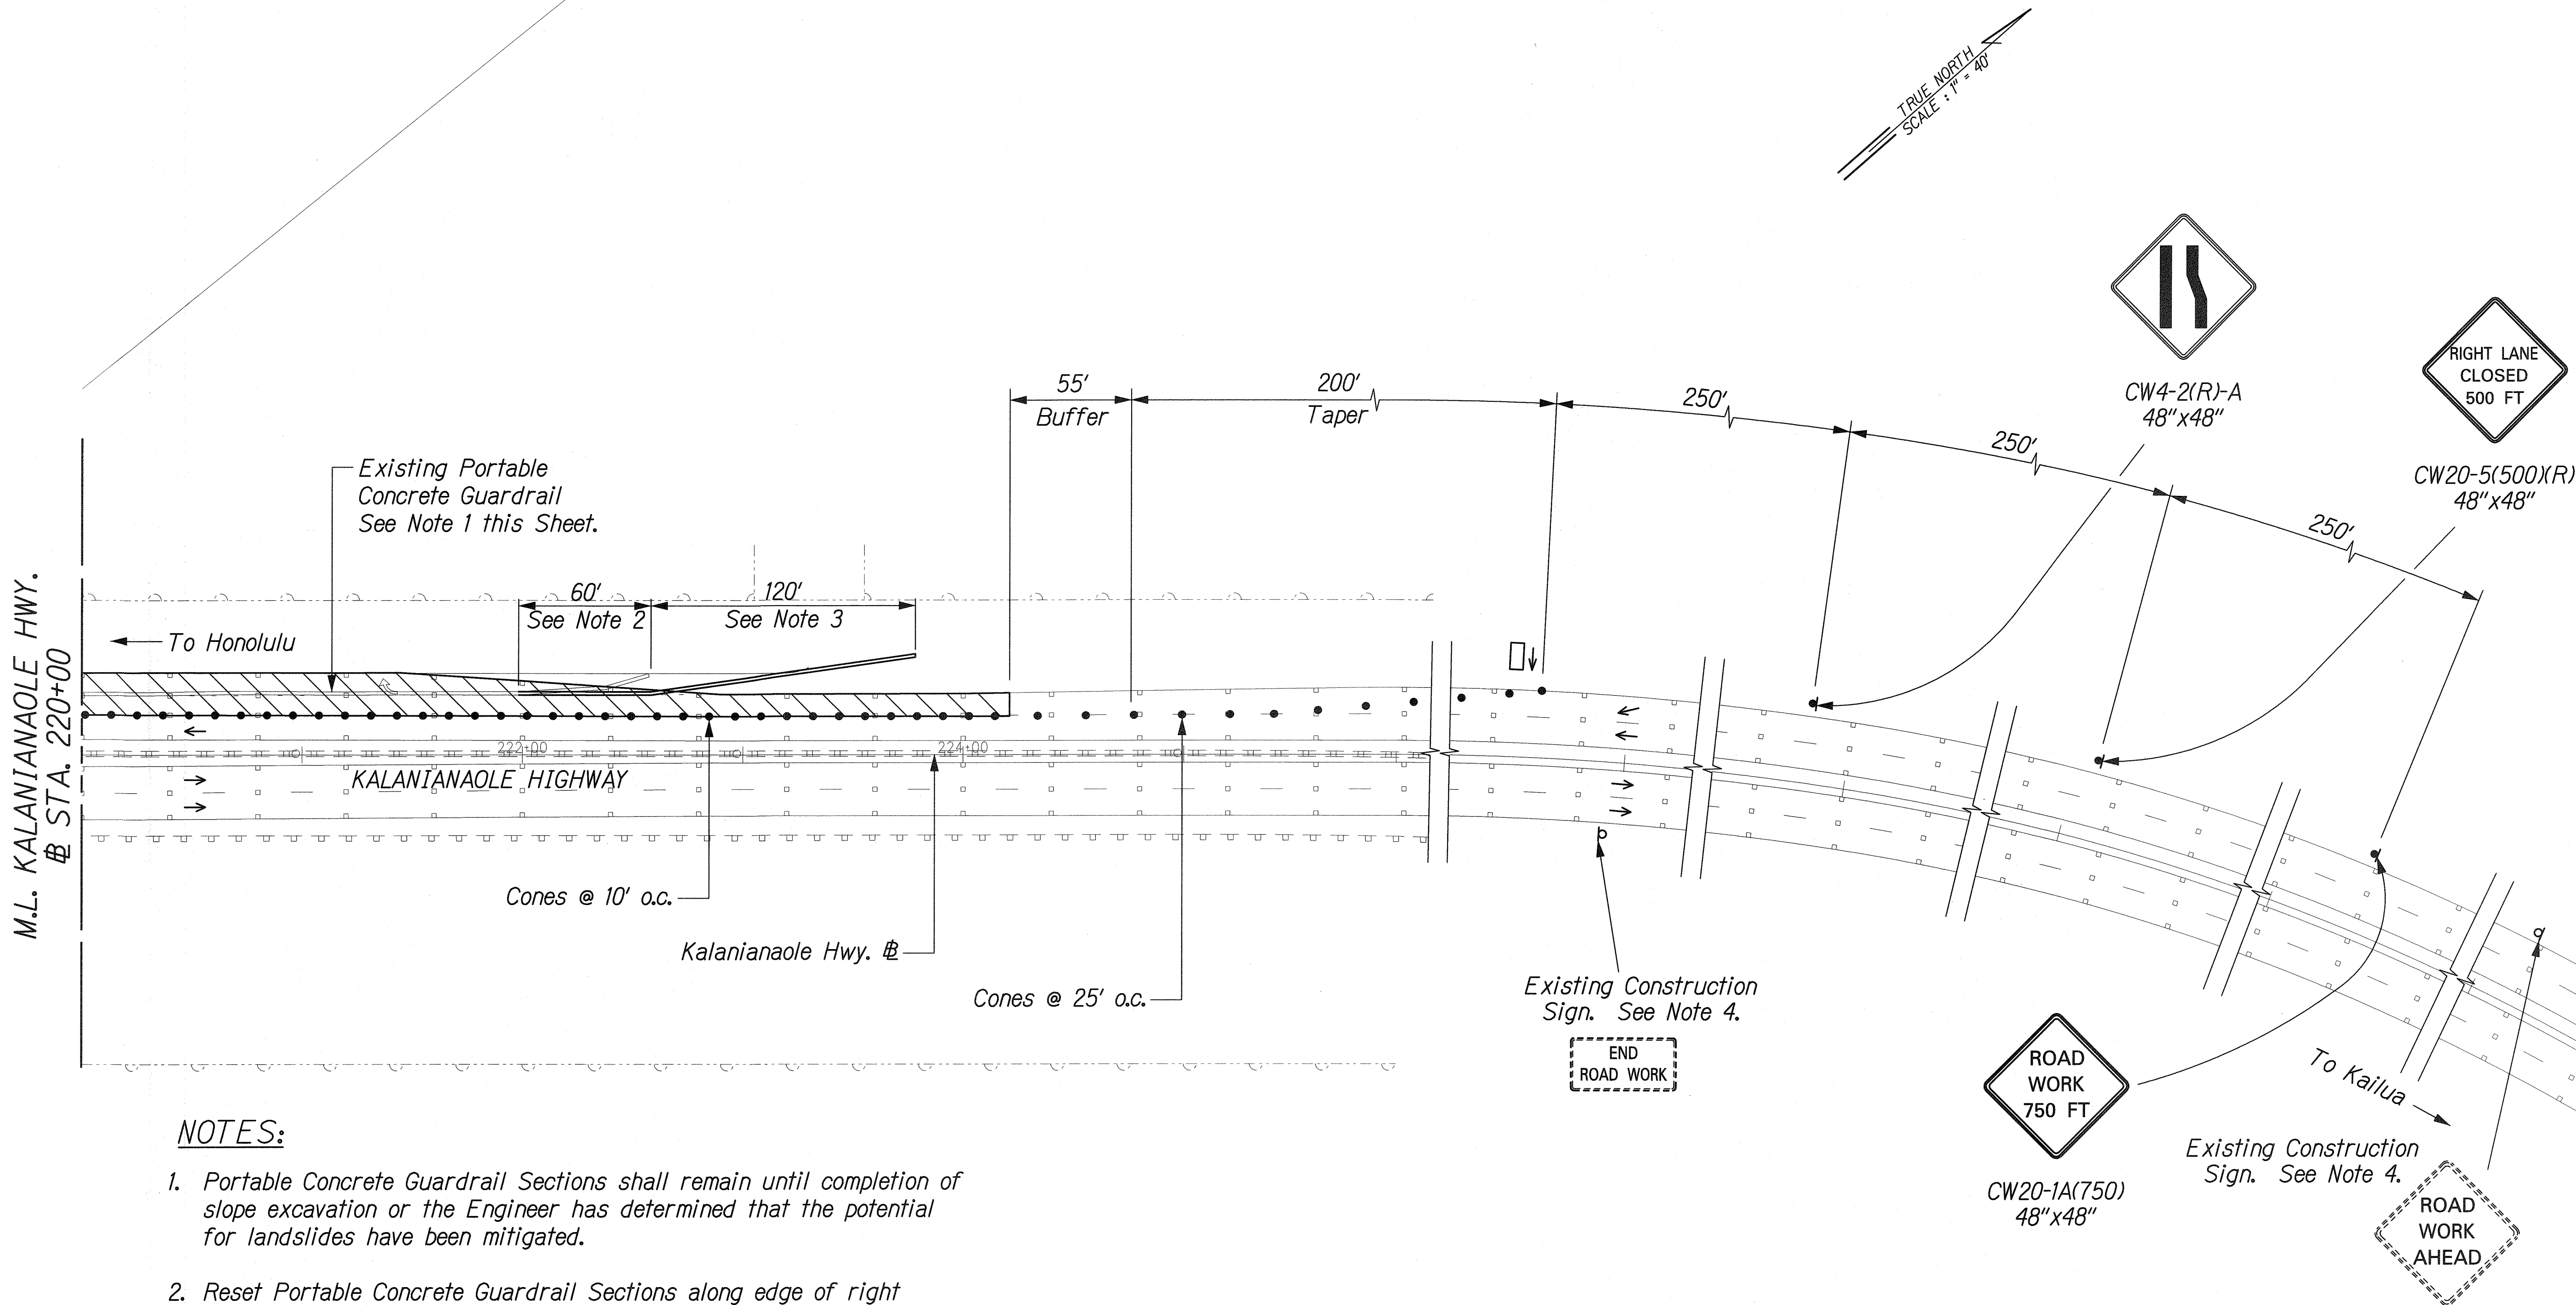 TRUE NORTH
SCALE : 1" = 40'
RIGHT LANE
CLOSED
500 FT
CW4-2(R)-A
48"x48"
CW20-5(500)(R)
48"x48"
55'
Buffer
200'
Taper
250'
250'
250'
Existing Portable
Concrete Guardrail
See Note 1 this Sheet.
60'
See Note 2
120'
See Note 3
To Honolulu
M.L. KALANIANAOLE HWY.
BL STA. 220+00
222+00
224+00
KALANIANAOLE HIGHWAY
Cones @ 10' o.c.
Kalanianaole Hwy. BL
Cones @ 25' o.c.
Existing Construction
Sign. See Note 4.
END
ROAD WORK
ROAD
WORK
750 FT
CW20-1A(750)
48"x48"
To Kailua
Existing Construction
Sign. See Note 4.
ROAD
WORK
AHEAD
NOTES:
1. Portable Concrete Guardrail Sections shall remain until completion of
slope excavation or the Engineer has determined that the potential
for landslides have been mitigated.
2. Reset Portable Concrete Guardrail Sections along edge of right